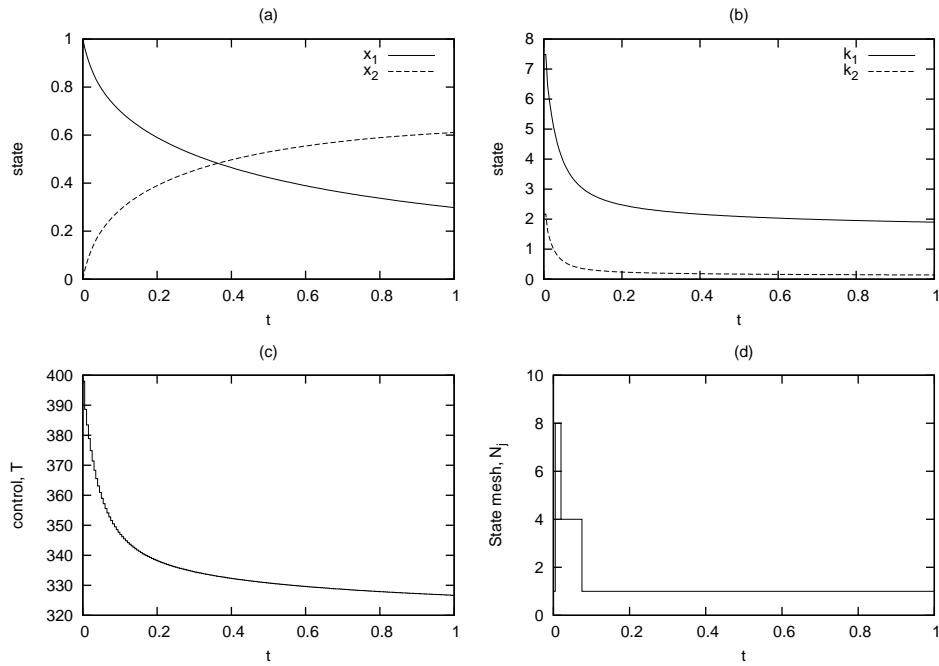 (a)
state
1
0.8
0.6
0.4
0.2
0
x1
x2
0 0.2 0.4 0.6 0.8 1
t
(b)
state
8
7
6
5
4
3
2
1
0
k1
k2
0 0.2 0.4 0.6 0.8 1
t
(c)
control, T
400
390
380
370
360
350
340
330
320
0 0.2 0.4 0.6 0.8 1
t
(d)
State mesh, Nj
10
8
6
4
2
0
0 0.2 0.4 0.6 0.8 1
t